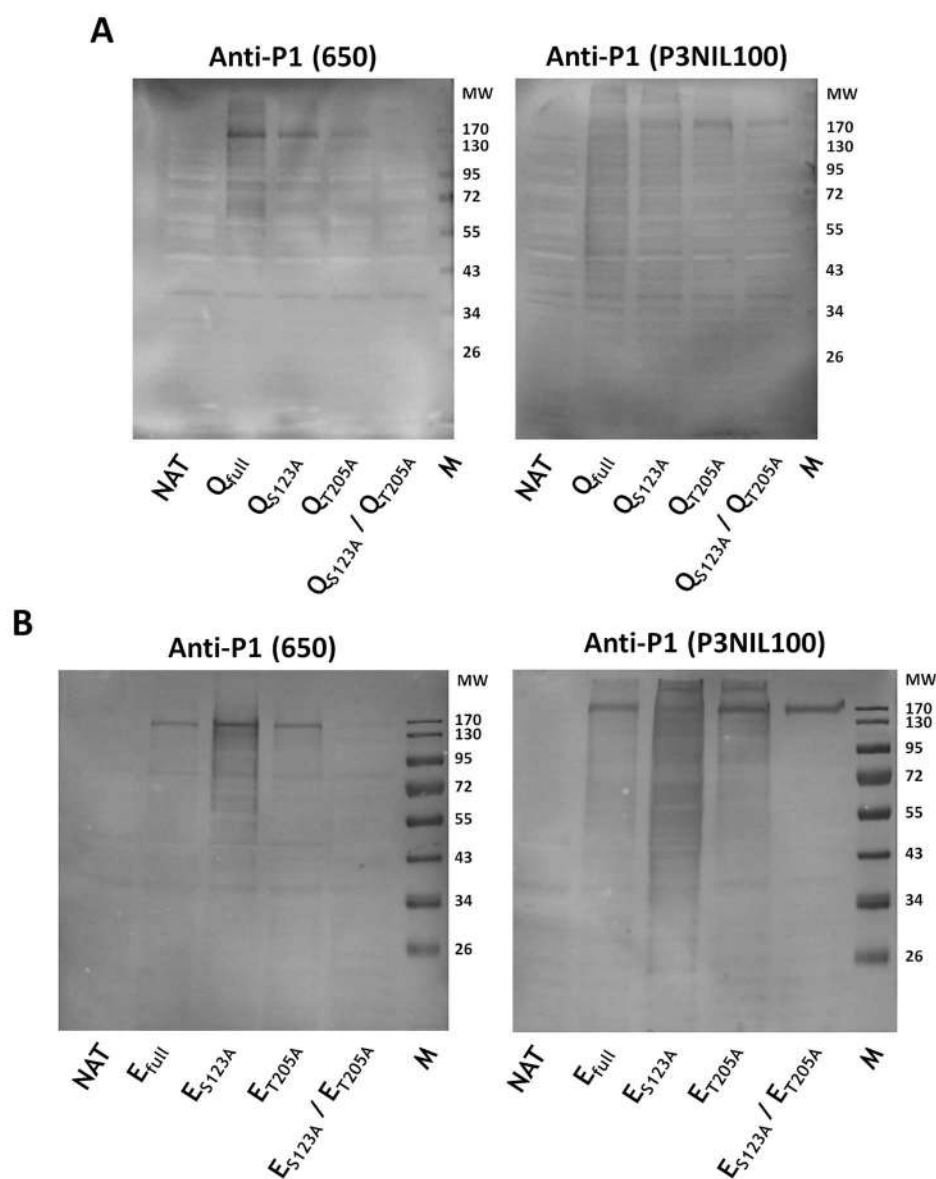 A
Anti-P1 (650)
Anti-P1 (P3NIL100)
MW
170
130
95
72
55
43
34
26
MW
170
130
95
72
55
43
34
26
NAT
Qfull
QS123A
QT205A
QS123A / QT205A
M
NAT
Qfull
QS123A
QT205A
QS123A / QT205A
M
B
Anti-P1 (650)
Anti-P1 (P3NIL100)
MW
170
130
95
72
55
43
34
26
MW
170
130
95
72
55
43
34
26
NAT
Efull
ES123A
ET205A
ES123A / ET205A
M
NAT
Efull
ES123A
ET205A
ES123A / ET205A
M